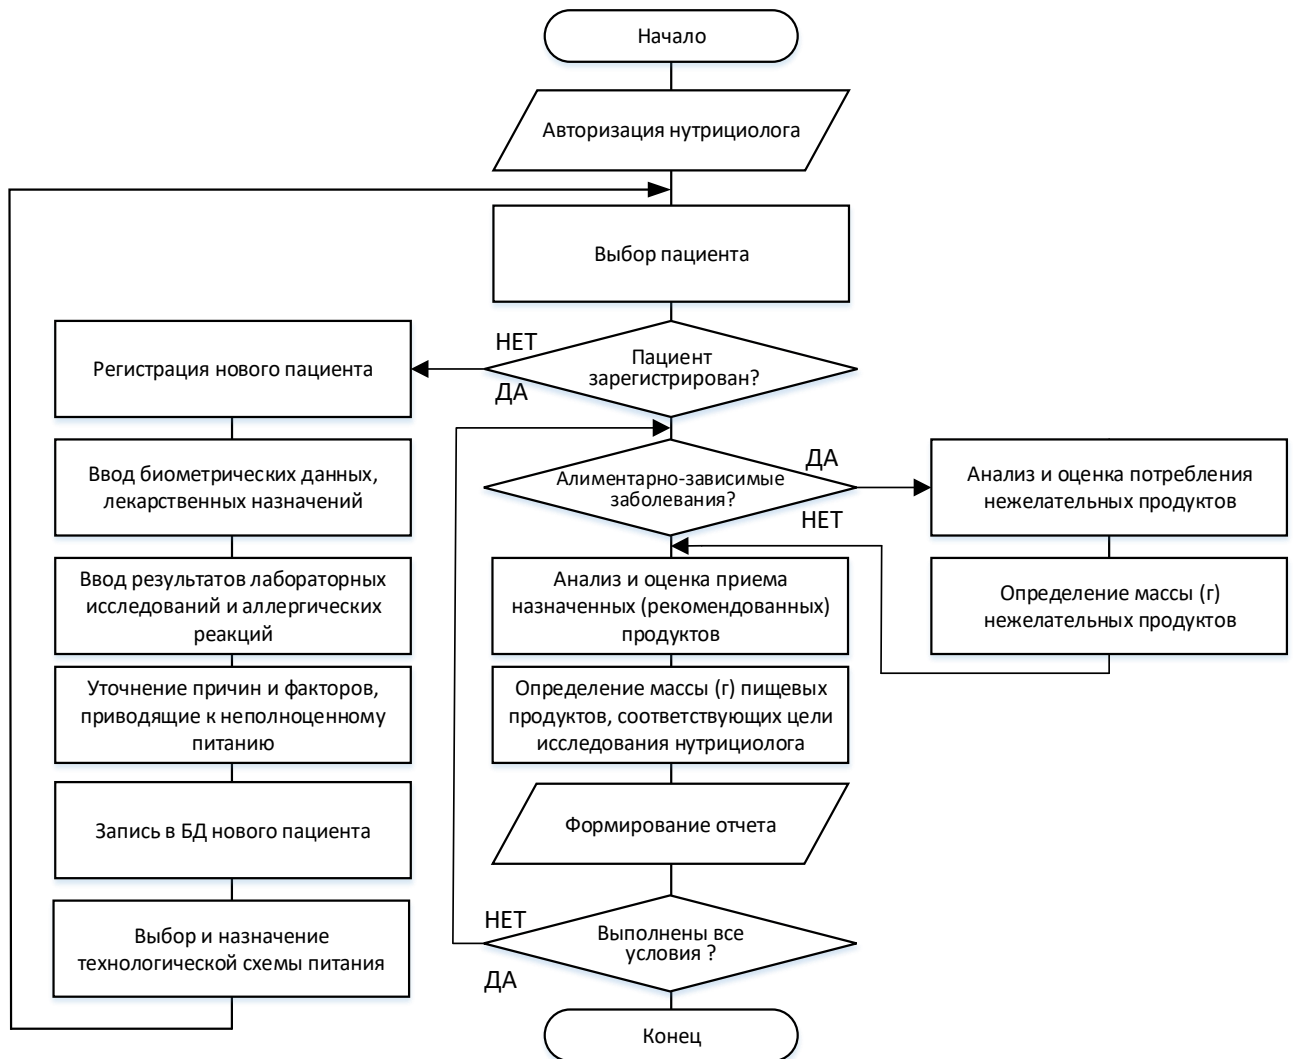 Начало
Авторизация нутрициолога
Выбор пациента
НЕТ
Пациент
зарегистрирован?
ДА
Регистрация нового пациента
Ввод биометрических данных,
лекарственных назначений
Ввод результатов лабораторных
исследований и аллергических
реакций
Уточнение причин и факторов,
приводящие к неполноценному
питанию
Запись в БД нового пациента
Выбор и назначение
технологической схемы питания
Алиментарно-зависимые
заболевания?
ДА
НЕТ
Анализ и оценка потребления
нежелательных продуктов
Определение массы (г)
нежелательных продуктов
Анализ и оценка приема
назначенных (рекомендованных)
продуктов
Определение массы (г) пищевых
продуктов, соответствующих цели
исследования нутрициолога
Формирование отчета
НЕТ
Выполнены все
условия ?
ДА
Конец